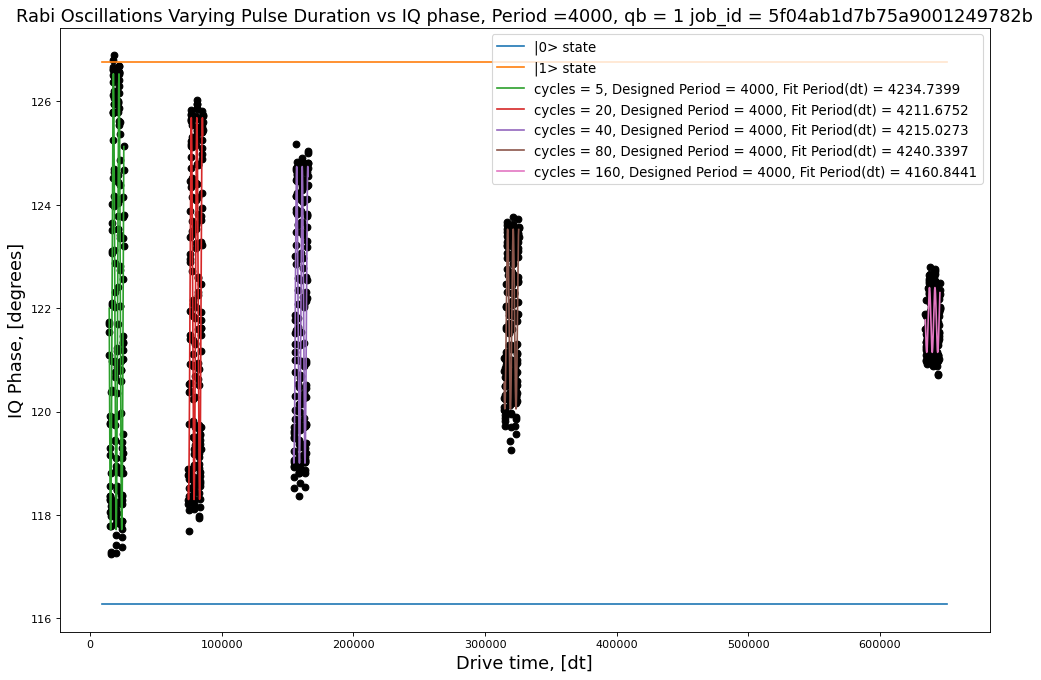 Rabi Oscillations Varying Pulse Duration vs IQ phase, Period =4000, qb = 1 job_id = 5f04ab1d7b75a9001249782b
|0> state
|1> state
cycles = 5, Designed Period = 4000, Fit Period(dt) = 4234.7399
cycles = 20, Designed Period = 4000, Fit Period(dt) = 4211.6752
cycles = 40, Designed Period = 4000, Fit Period(dt) = 4215.0273
cycles = 80, Designed Period = 4000, Fit Period(dt) = 4240.3397
cycles = 160, Designed Period = 4000, Fit Period(dt) = 4160.8441
IQ Phase, [degrees]
126
124
122
120
118
116
0 100000 200000 300000 400000 500000 600000
Drive time, [dt]